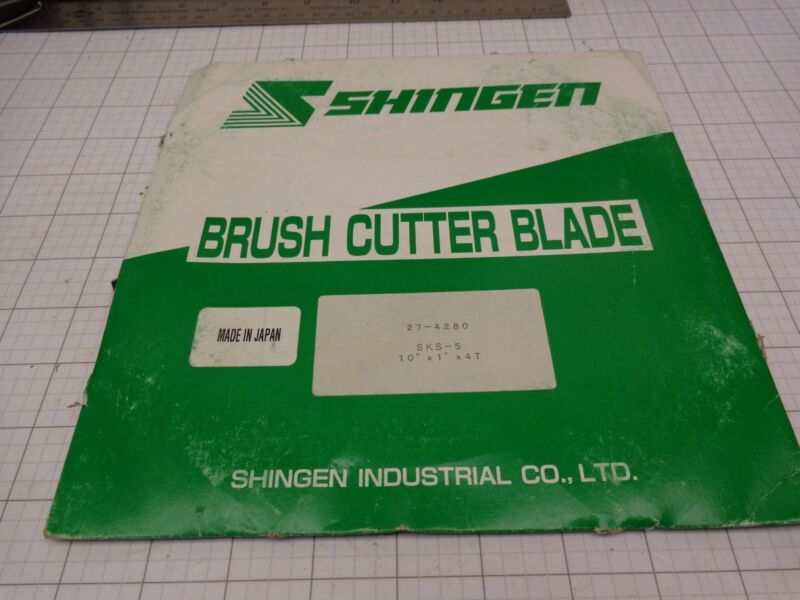 SHINGEN
BRUSH CUTTER BLADE
MADE IN JAPAN
27-4280
SKS-5
10" x 1" x 4T
SHINGEN INDUSTRIAL CO., LTD.